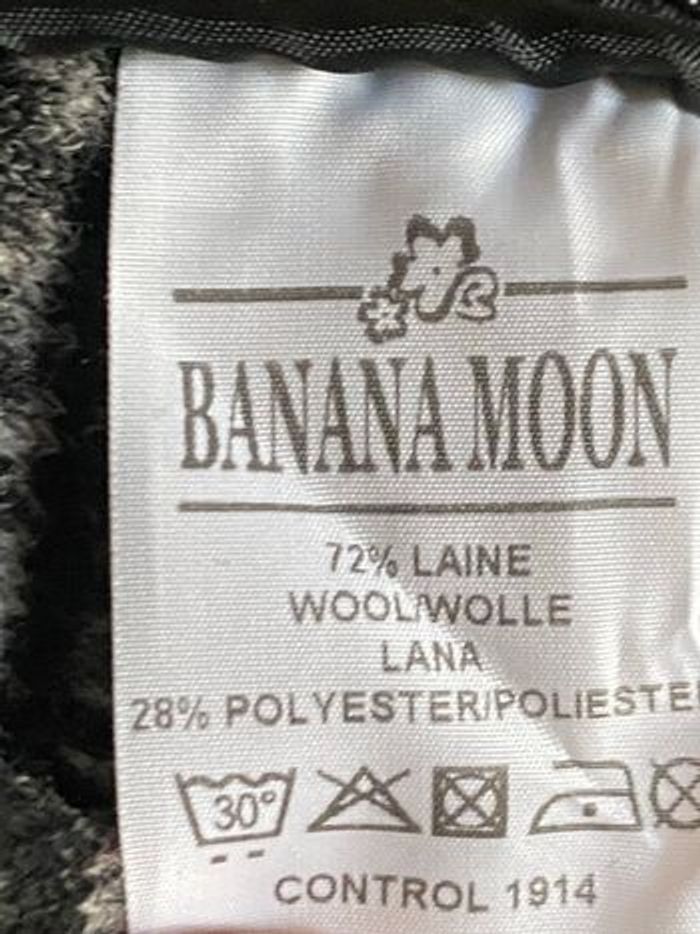 BANANA MOON
72% LAINE
WOOL/WOLLE
LANA
28% POLYESTER/POLIESTE
30°
CONTROL 1914